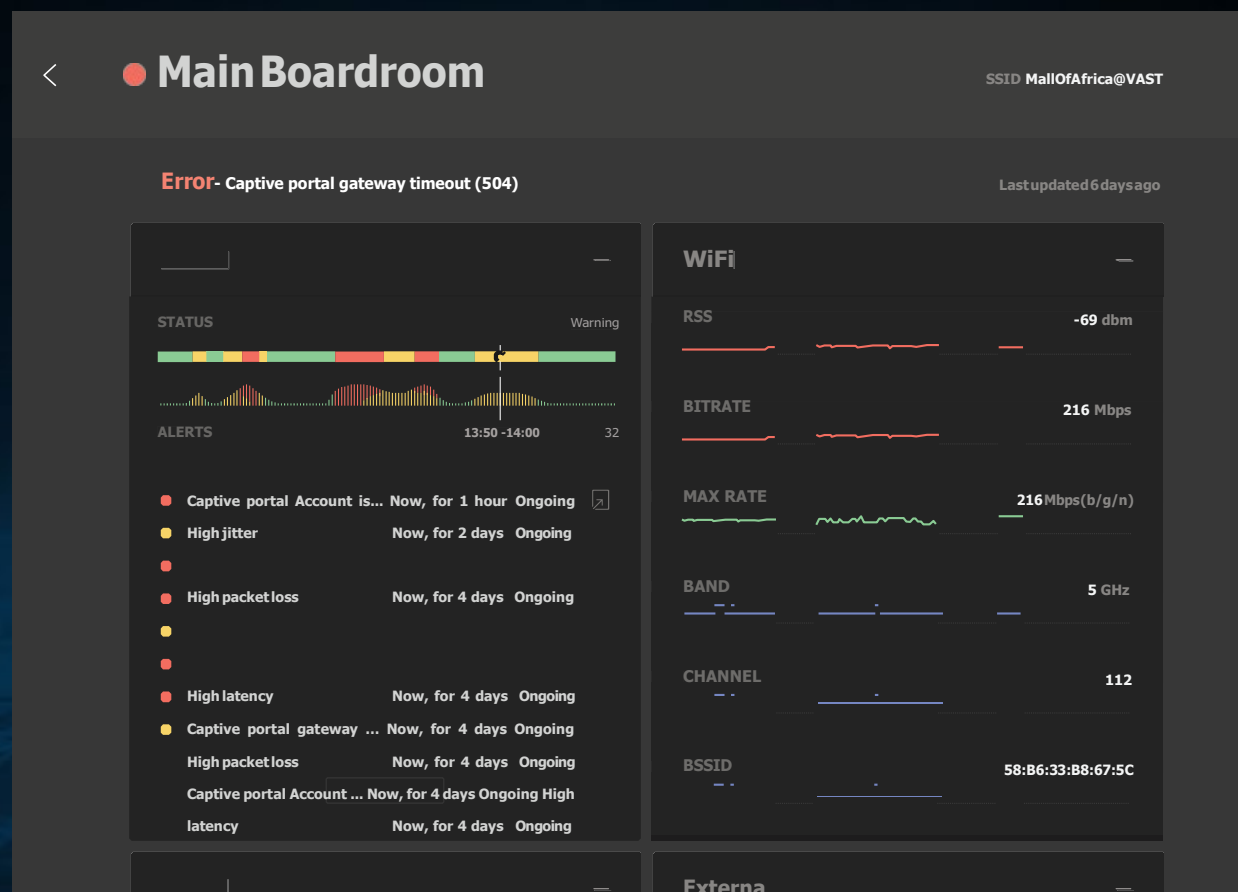 Main Boardroom
SSID MallOfAfrica@VAST
Error- Captive portal gateway timeout (504)
Last updated 6 days ago
WiFi
STATUS
Warning
ALERTS
13:50 -14:00
32
Captive portal Account is... Now, for 1 hour Ongoing
High jitter Now, for 2 days Ongoing
High packet loss Now, for 4 days Ongoing
High latency Now, for 4 days Ongoing
Captive portal gateway ... Now, for 4 days Ongoing
High packet loss Now, for 4 days Ongoing
Captive portal Account ... Now, for 4 days Ongoing High
latency Now, for 4 days Ongoing
RSS
-69 dbm
BITRATE
216 Mbps
MAX RATE
216 Mbps(b/g/n)
BAND
5 GHz
CHANNEL
112
BSSID
58:B6:33:B8:67:5C
Externa